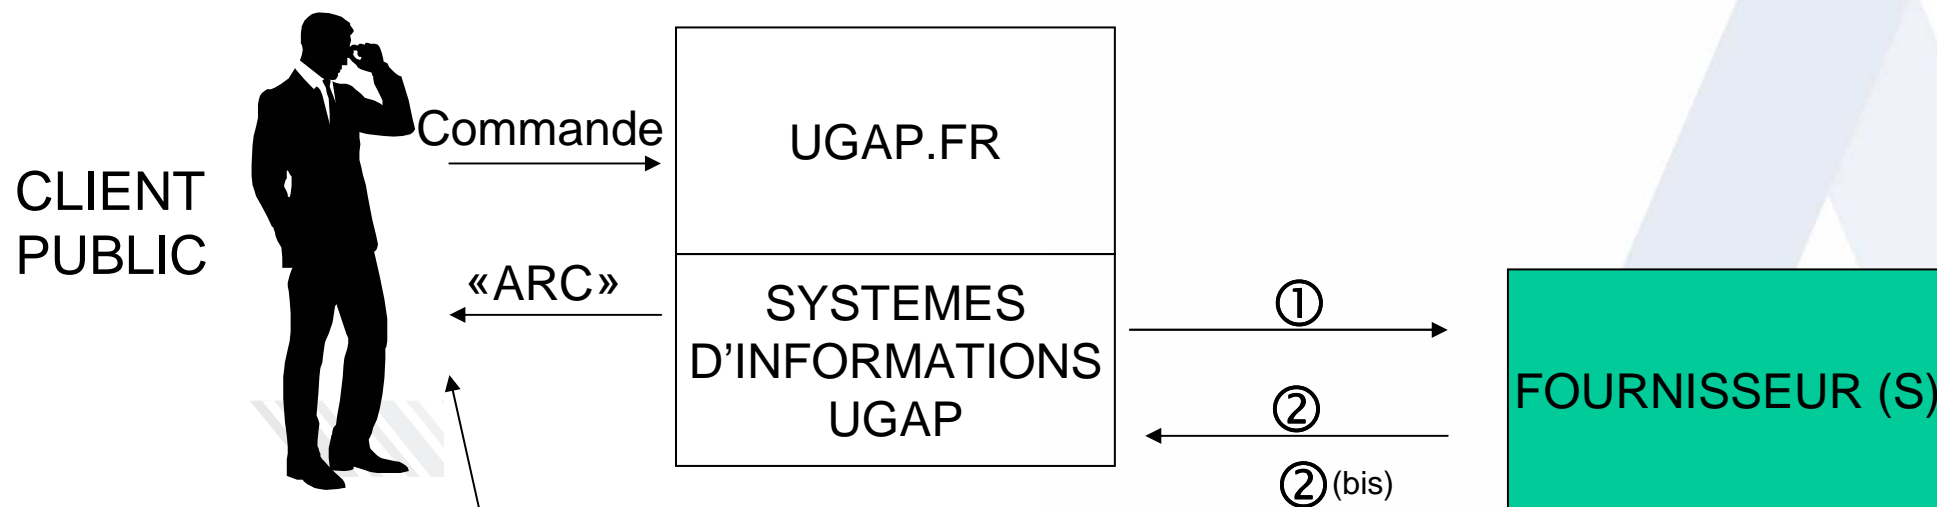 Commande
UGAP.FR
CLIENT
PUBLIC
«ARC»
SYSTEMES
D’INFORMATIONS
UGAP
①
②
② (bis)
FOURNISSEUR (S)